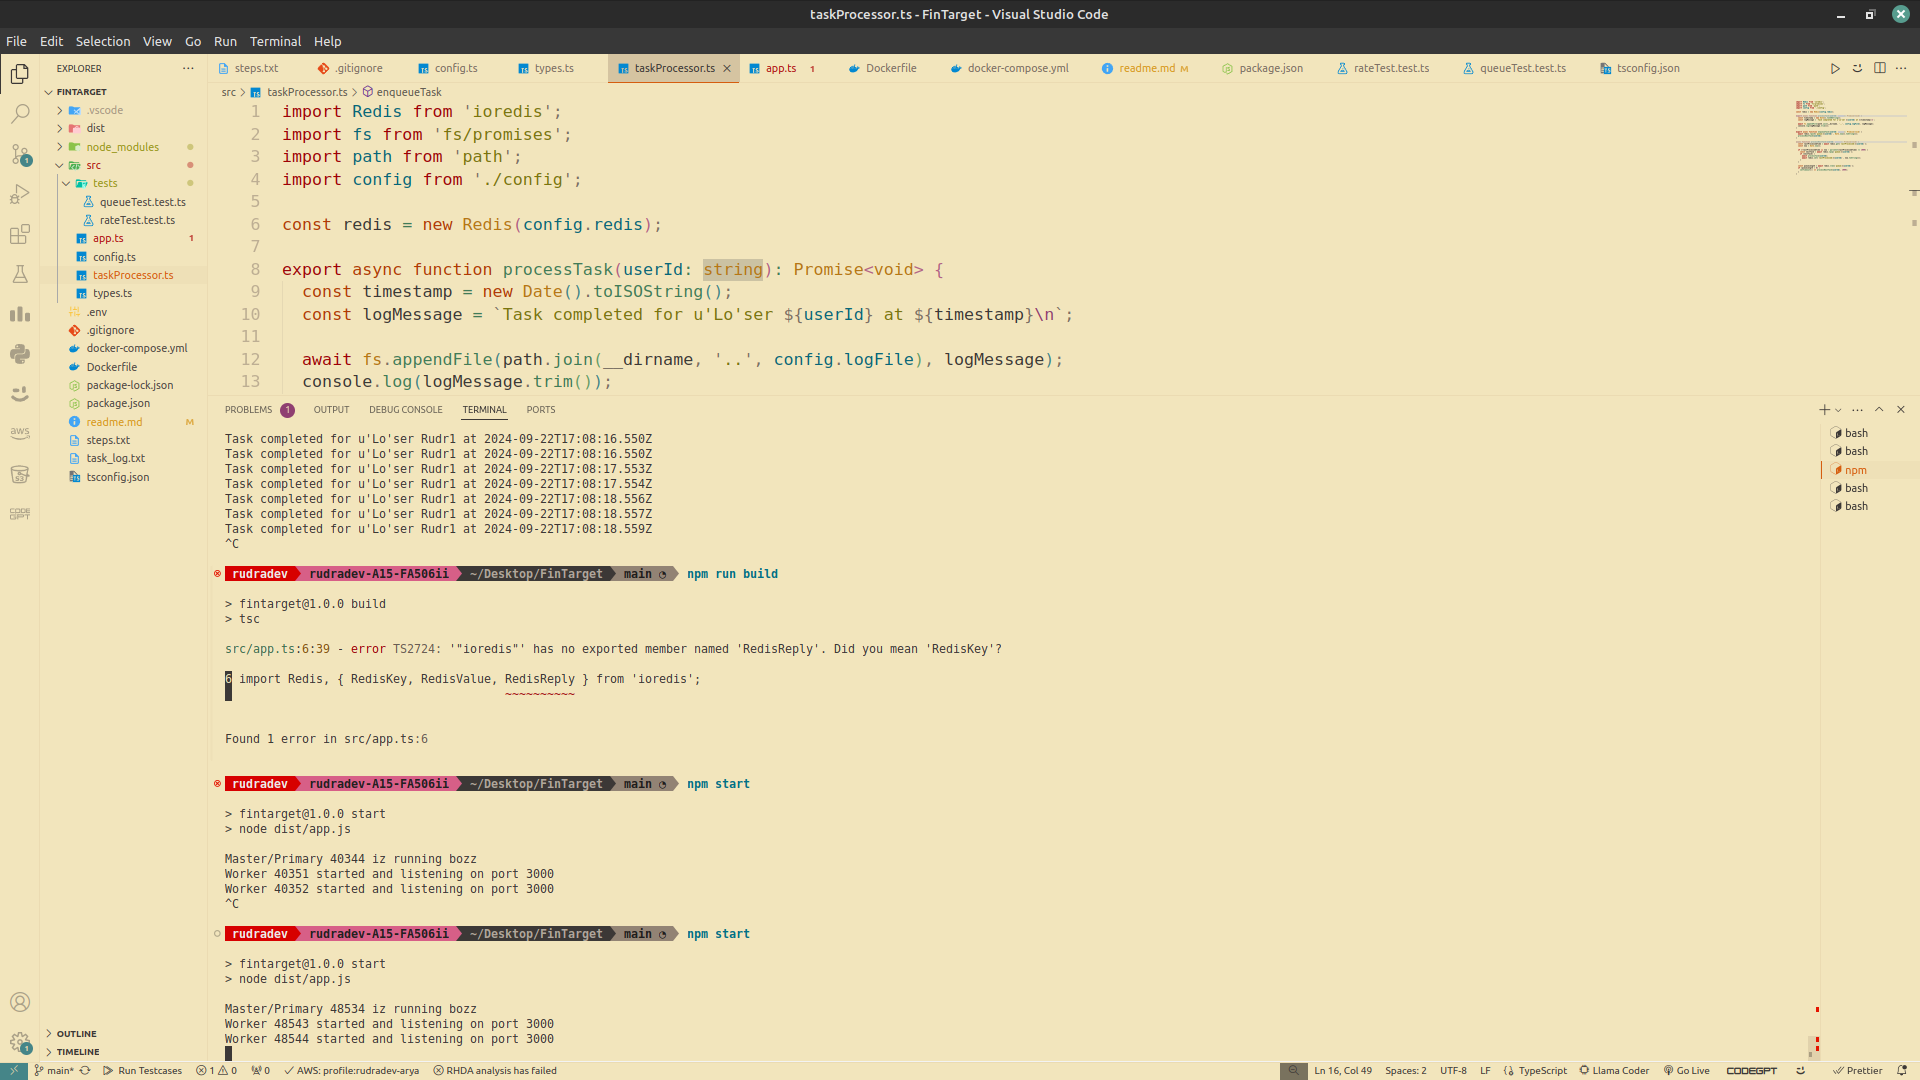 taskProcessor.ts - FinTarget - Visual Studio Code
File Edit Selection View Go Run Terminal Help
EXPLORER
FINTARGET
.vscode
dist
node_modules
src
tests
queueTest.test.ts
rateTest.test.ts
app.ts 1
config.ts
taskProcessor.ts
types.ts
.env
.gitignore
docker-compose.yml
Dockerfile
package-lock.json
package.json
readme.md M
steps.txt
task_log.txt
tsconfig.json
OUTLINE
TIMELINE
steps.txt .gitignore config.ts types.ts taskProcessor.ts app.ts 1 Dockerfile docker-compose.yml readme.md M package.json rateTest.test.ts queueTest.test.ts tsconfig.json
src > taskProcessor.ts > enqueueTask
1 import Redis from 'ioredis';
2 import fs from 'fs/promises';
3 import path from 'path';
4 import config from './config';
5
6 const redis = new Redis(config.redis);
7
8 export async function processTask(userId: string): Promise<void> {
9 const timestamp = new Date().toISOString();
10 const logMessage = `Task completed for u'Lo'ser ${userId} at ${timestamp}\n`;
11
12 await fs.appendFile(path.join(__dirname, '..', config.logFile), logMessage);
13 console.log(logMessage.trim());
PROBLEMS 1 OUTPUT DEBUG CONSOLE TERMINAL PORTS
Task completed for u'Lo'ser Rudr1 at 2024-09-22T17:08:16.550Z
Task completed for u'Lo'ser Rudr1 at 2024-09-22T17:08:16.550Z
Task completed for u'Lo'ser Rudr1 at 2024-09-22T17:08:17.553Z
Task completed for u'Lo'ser Rudr1 at 2024-09-22T17:08:17.554Z
Task completed for u'Lo'ser Rudr1 at 2024-09-22T17:08:18.556Z
Task completed for u'Lo'ser Rudr1 at 2024-09-22T17:08:18.557Z
Task completed for u'Lo'ser Rudr1 at 2024-09-22T17:08:18.559Z
^C
rudradev rudradev-A15-FA506ii ~/Desktop/FinTarget main npm run build
> fintarget@1.0.0 build
> tsc
src/app.ts:6:39 - error TS2724: '"ioredis"' has no exported member named 'RedisReply'. Did you mean 'RedisKey'?
6 import Redis, { RedisKey, RedisValue, RedisReply } from 'ioredis';
~~~~~~~~~~
Found 1 error in src/app.ts:6
rudradev rudradev-A15-FA506ii ~/Desktop/FinTarget main npm start
> fintarget@1.0.0 start
> node dist/app.js
Master/Primary 40344 iz running bozz
Worker 40351 started and listening on port 3000
Worker 40352 started and listening on port 3000
^C
rudradev rudradev-A15-FA506ii ~/Desktop/FinTarget main npm start
> fintarget@1.0.0 start
> node dist/app.js
Master/Primary 48534 iz running bozz
Worker 48543 started and listening on port 3000
Worker 48544 started and listening on port 3000
bash
bash
npm
bash
bash
aws
S3
CODE GPT
1
1
main* Run Testcases 1 0 0 AWS: profile:rudradev-arya RHDA analysis has failed Ln 16, Col 49 Spaces: 2 UTF-8 LF TypeScript Llama Coder Go Live CODEGPT Prettier